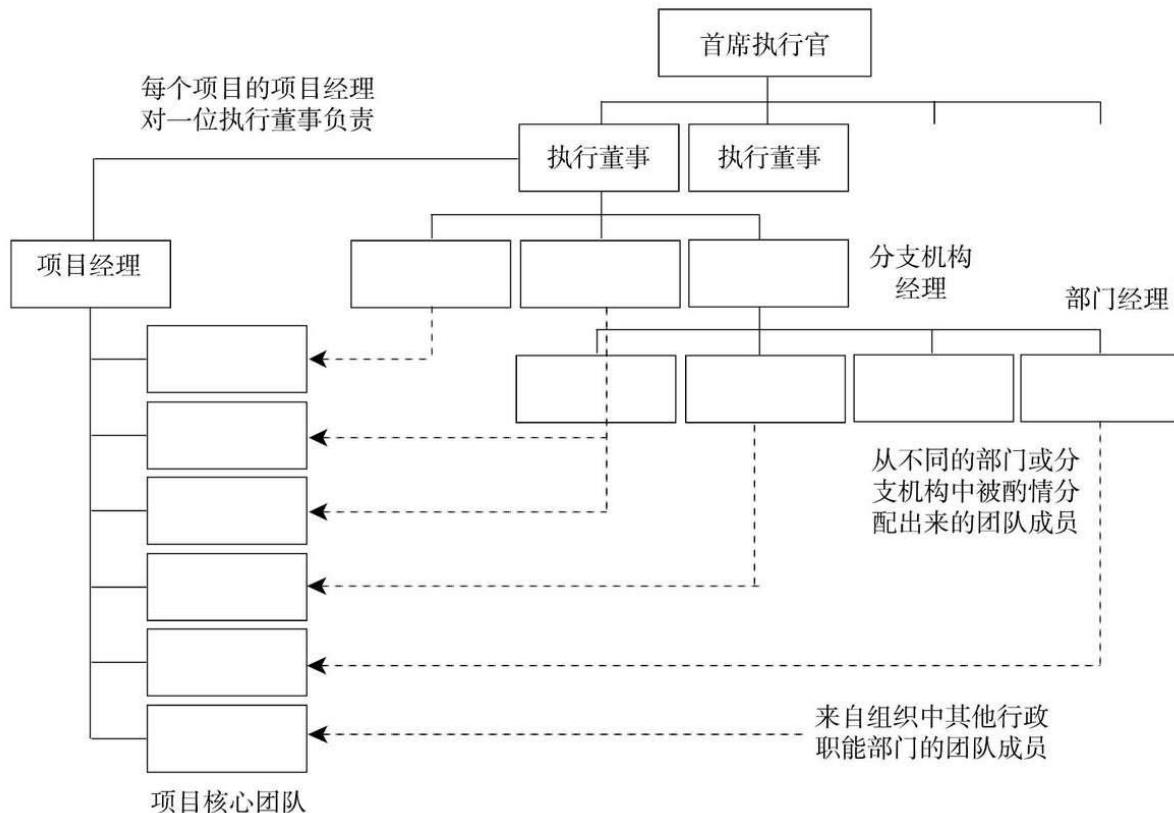 首席执行官
每个项目的项目经理
对一位执行董事负责
执行董事
执行董事
项目经理
分支机构
经理
部门经理
从不同的部门或分
支机构中被酌情分
配出来的团队成员
来自组织中其他行政
职能部门的团队成员
项目核心团队